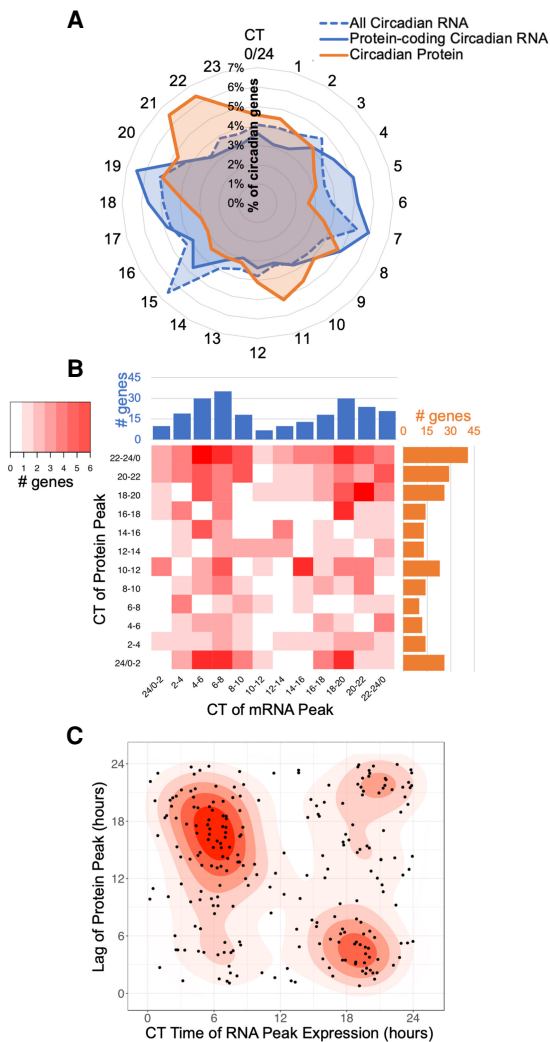 A
CT
0/24
All Circadian RNA
Protein-coding Circadian RNA
Circadian Protein
1
2
3
4
5
6
7
8
9
10
11
12
13
14
15
16
17
18
19
20
21
22
23
7%
6%
5%
4%
3%
2%
1%
0%
% of circadian genes
B
# genes
45
30
15
0
# genes
0 15 30 45
0 1 2 3 4 5 6
# genes
CT of Protein Peak
22-24/0
20-22
18-20
16-18
14-16
12-14
10-12
8-10
6-8
4-6
2-4
24/0-2
24/0-2 2-4 4-6 6-8 8-10 10-12 12-14 14-16 16-18 18-20 20-22 22-24/0
CT of mRNA Peak
C
Lag of Protein Peak (hours)
24
18
12
6
0
0 6 12 18 24
CT Time of RNA Peak Expression (hours)